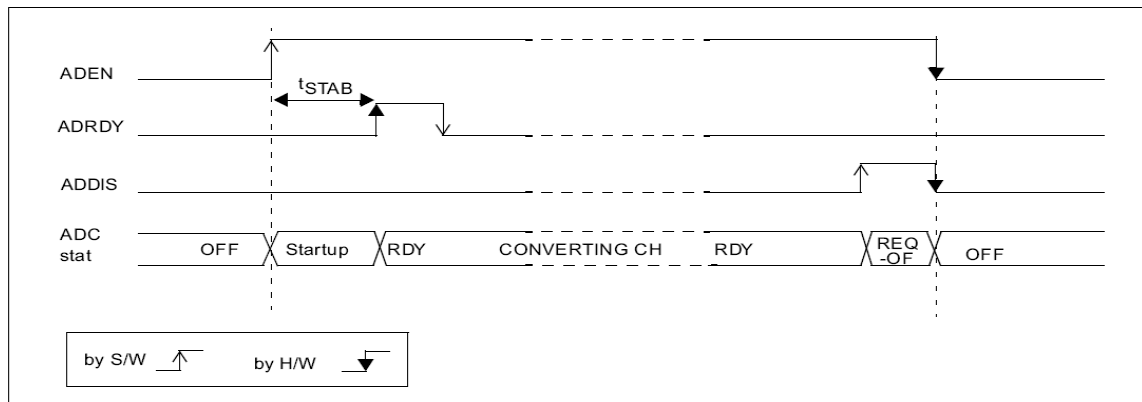 ADEN
tSTAB
ADRDY
ADDIS
ADC
stat
OFF
Startup
RDY
CONVERTING CH
RDY
REQ
-OF
OFF
by S/W
by H/W